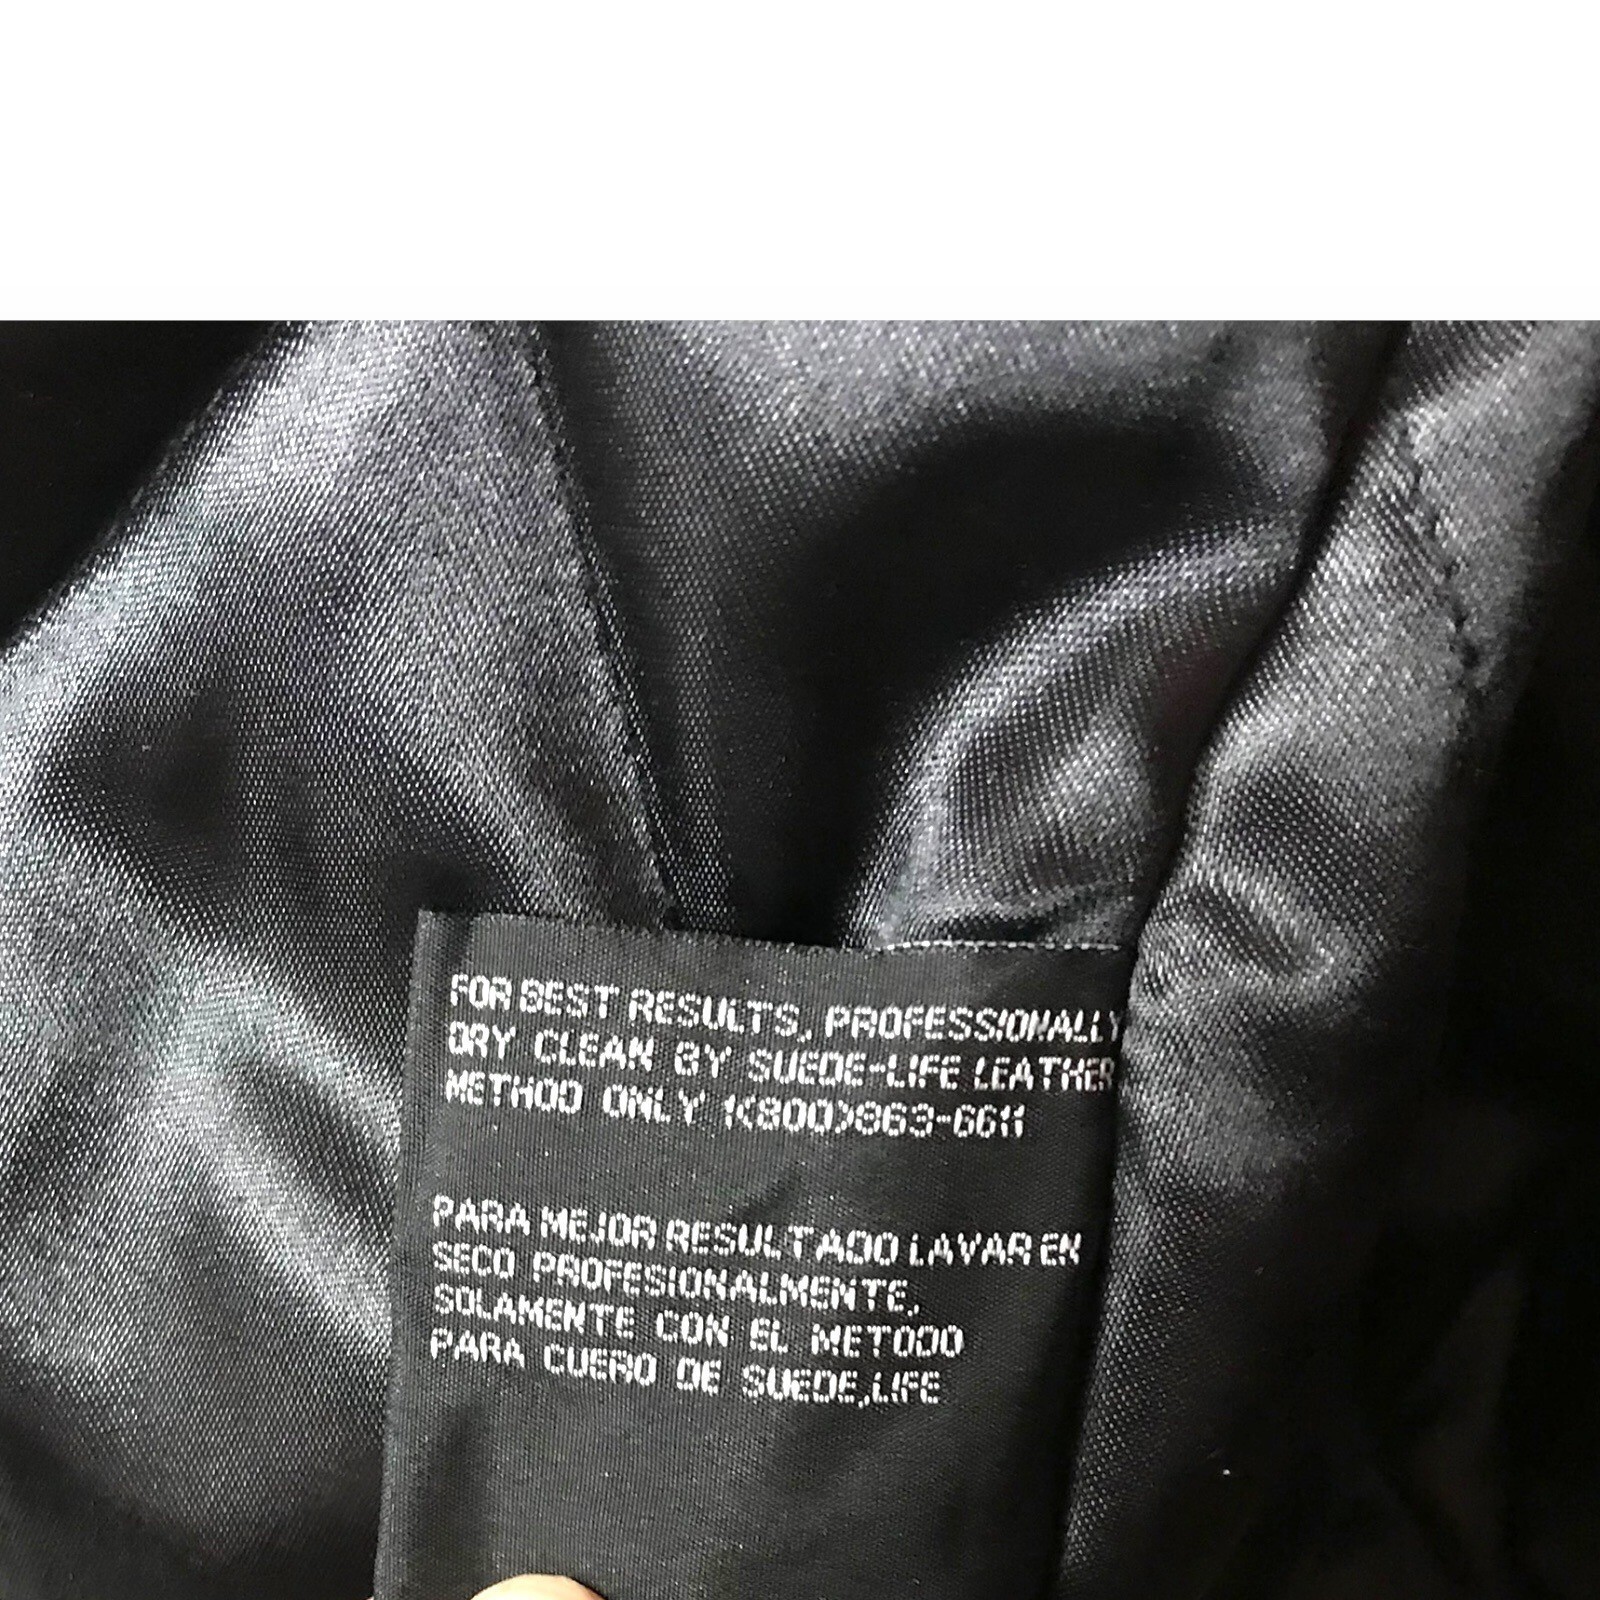 FOR BEST RESULTS, PROFESSIONALLY
DRY CLEAN BY SUEDE-LIFE LEATHER
METHOD ONLY 1(800)863-6611
PARA MEJOR RESULTADO LAVAR EN
SECO PROFESIONALMENTE,
SOLAMENTE CON EL METODO
PARA CUERO DE SUEDE,LIFE